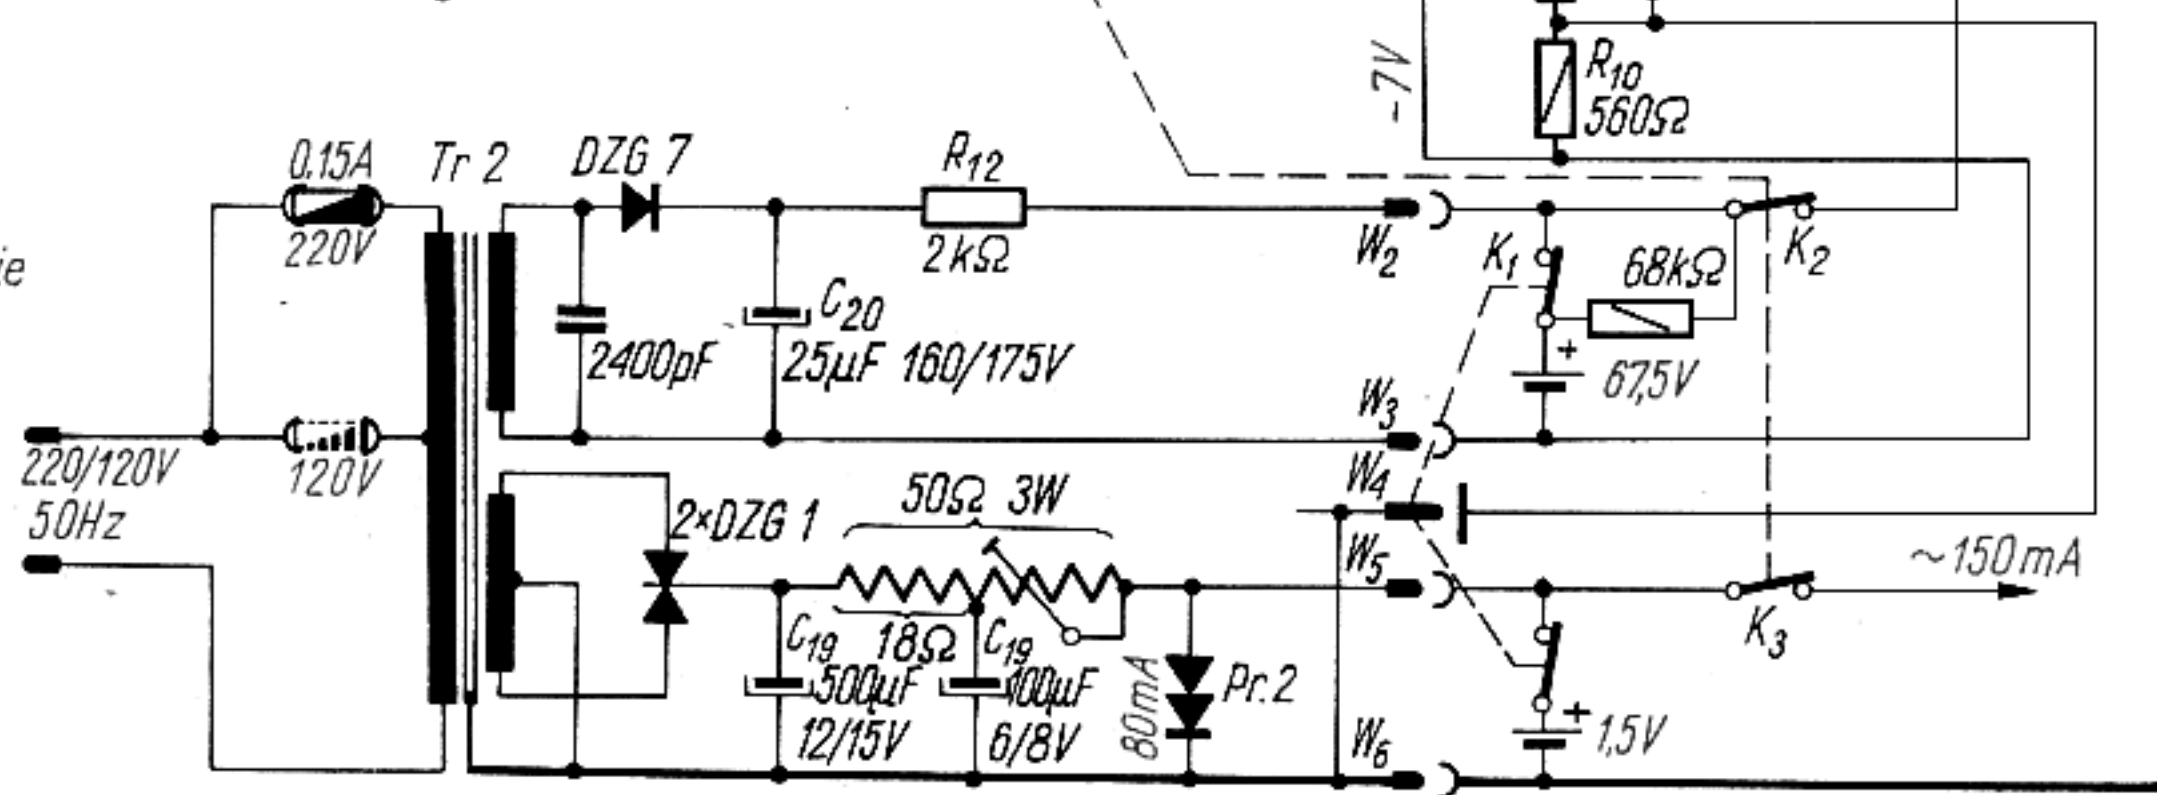 -7V
R10
560Ω
0.15A
220V
Tr 2
DZG 7
R12
2kΩ
W2
K1
68kΩ
K2
ie
C20
25µF 160/175V
2400pF
+
67,5V
W3
220/120V
50Hz
120V
50Ω 3W
W4
2×DZG 1
W5
~150mA
C19
18Ω
C19
K3
500µF
100µF
12/15V
6/8V
80mA
Pr.2
W6
+
1,5V